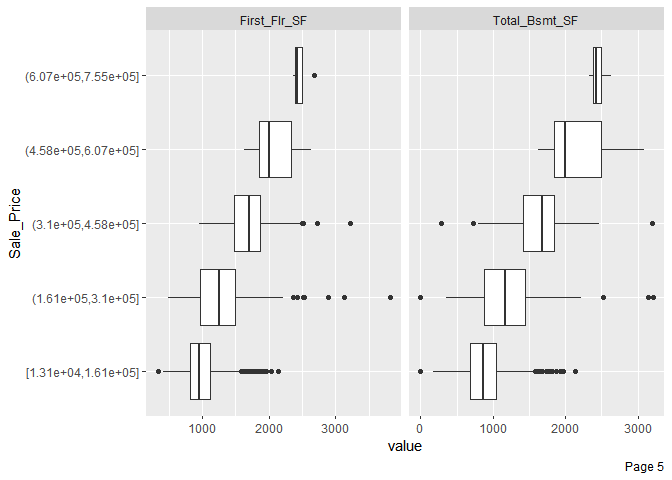 First_Flr_SF
Total_Bsmt_SF
(6.07e+05,7.55e+05]
(4.58e+05,6.07e+05]
(3.1e+05,4.58e+05]
(1.61e+05,3.1e+05]
[1.31e+04,1.61e+05]
Sale_Price
1000 2000 3000
0 1000 2000 3000
value
Page 5